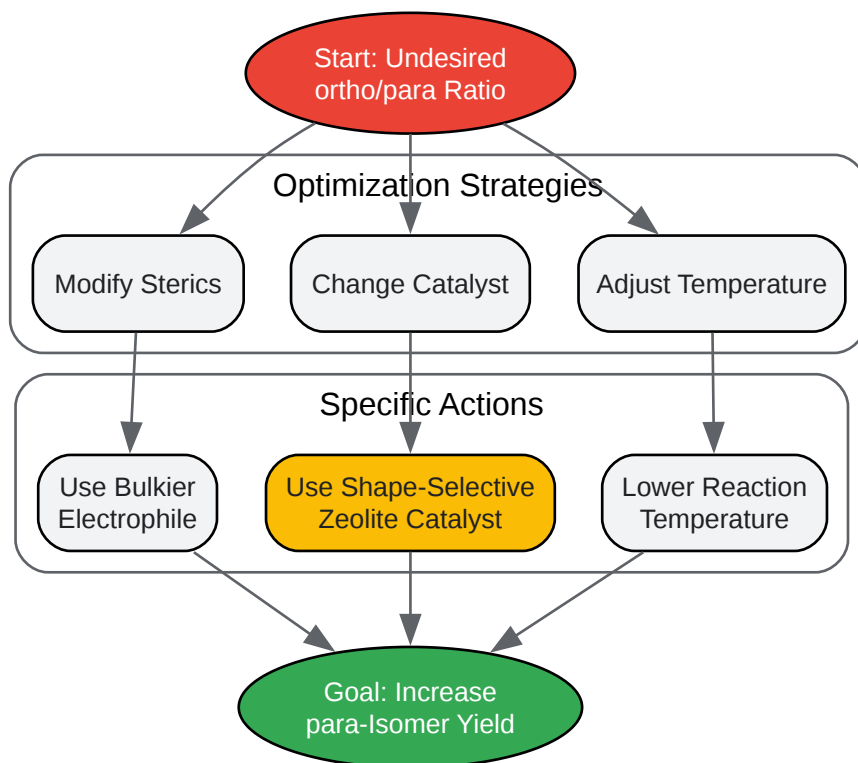 Start: Undesired
ortho/para Ratio
Optimization Strategies
Modify Sterics
Change Catalyst
Adjust Temperature
Specific Actions
Use Bulkier
Electrophile
Use Shape-Selective
Zeolite Catalyst
Lower Reaction
Temperature
Goal: Increase
para-Isomer Yield